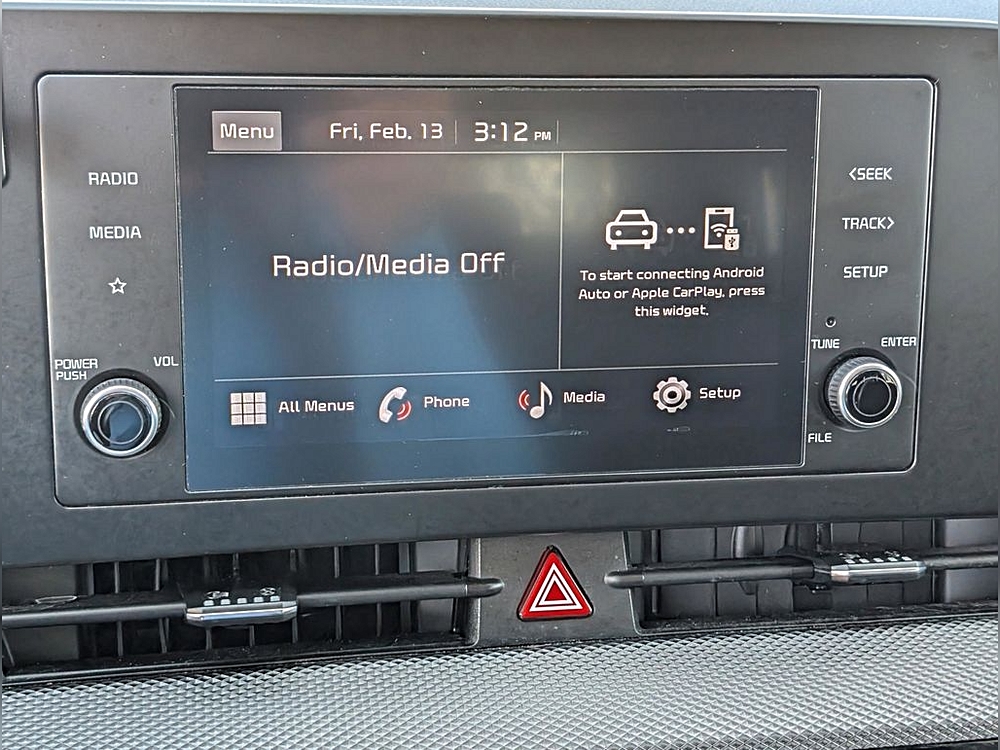 Menu
Fri, Feb. 13
3:12 PM
RADIO
MEDIA
<SEEK
TRACK>
SETUP
Radio/Media Off
To start connecting Android
Auto or Apple CarPlay, press
this widget.
POWER
PUSH
VOL
TUNE
ENTER
FILE
All Menus
Phone
Media
Setup